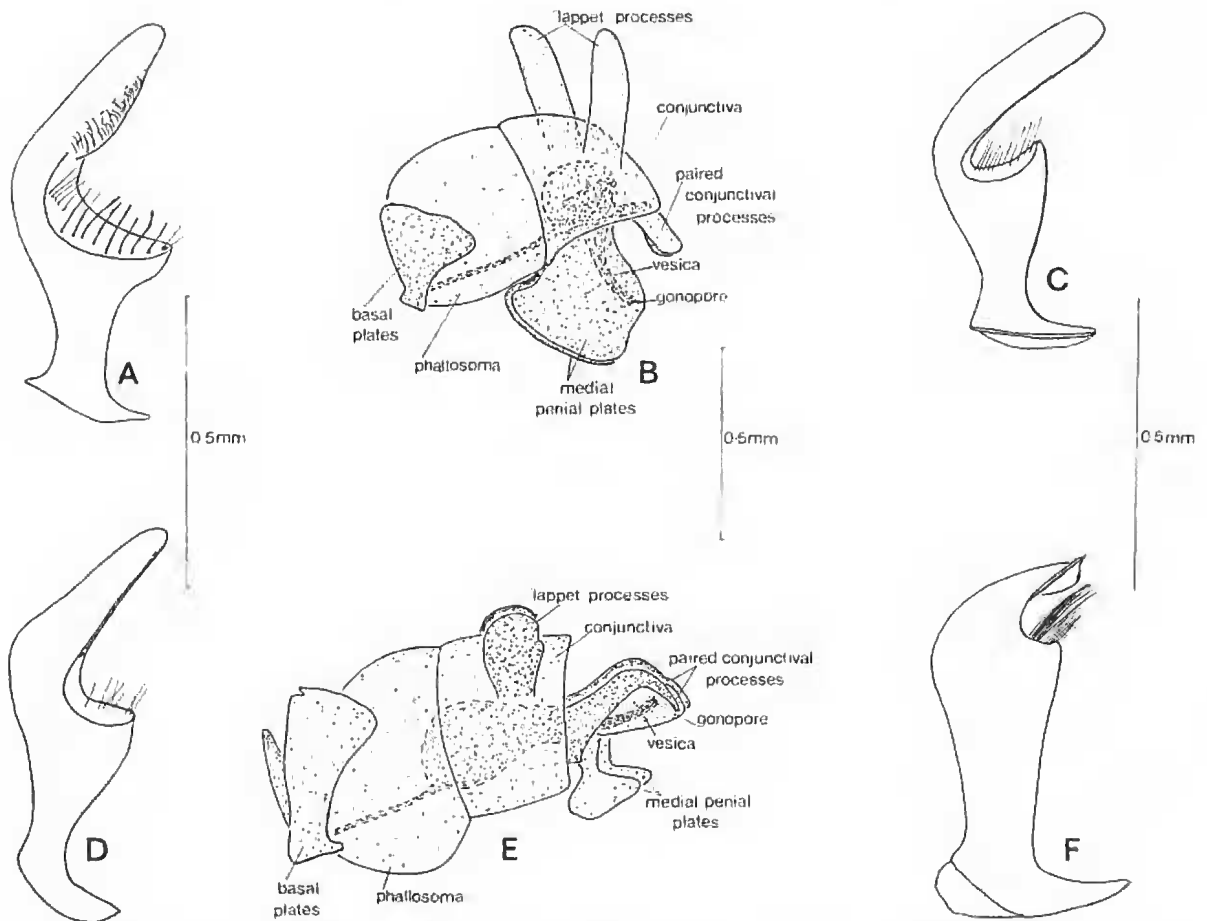 lappet processes
conjunctiva
paired
conjunctival
processes
vesica
gonopore
basal
plates
phallosoma
medial
penial plates
A
B
C
0·5mm
0·5mm
0·5mm
lappet processes
conjunctiva
paired conjunctival
processes
gonopore
vesica
medial penial
plates
basal
plates
phallosoma
D
E
F